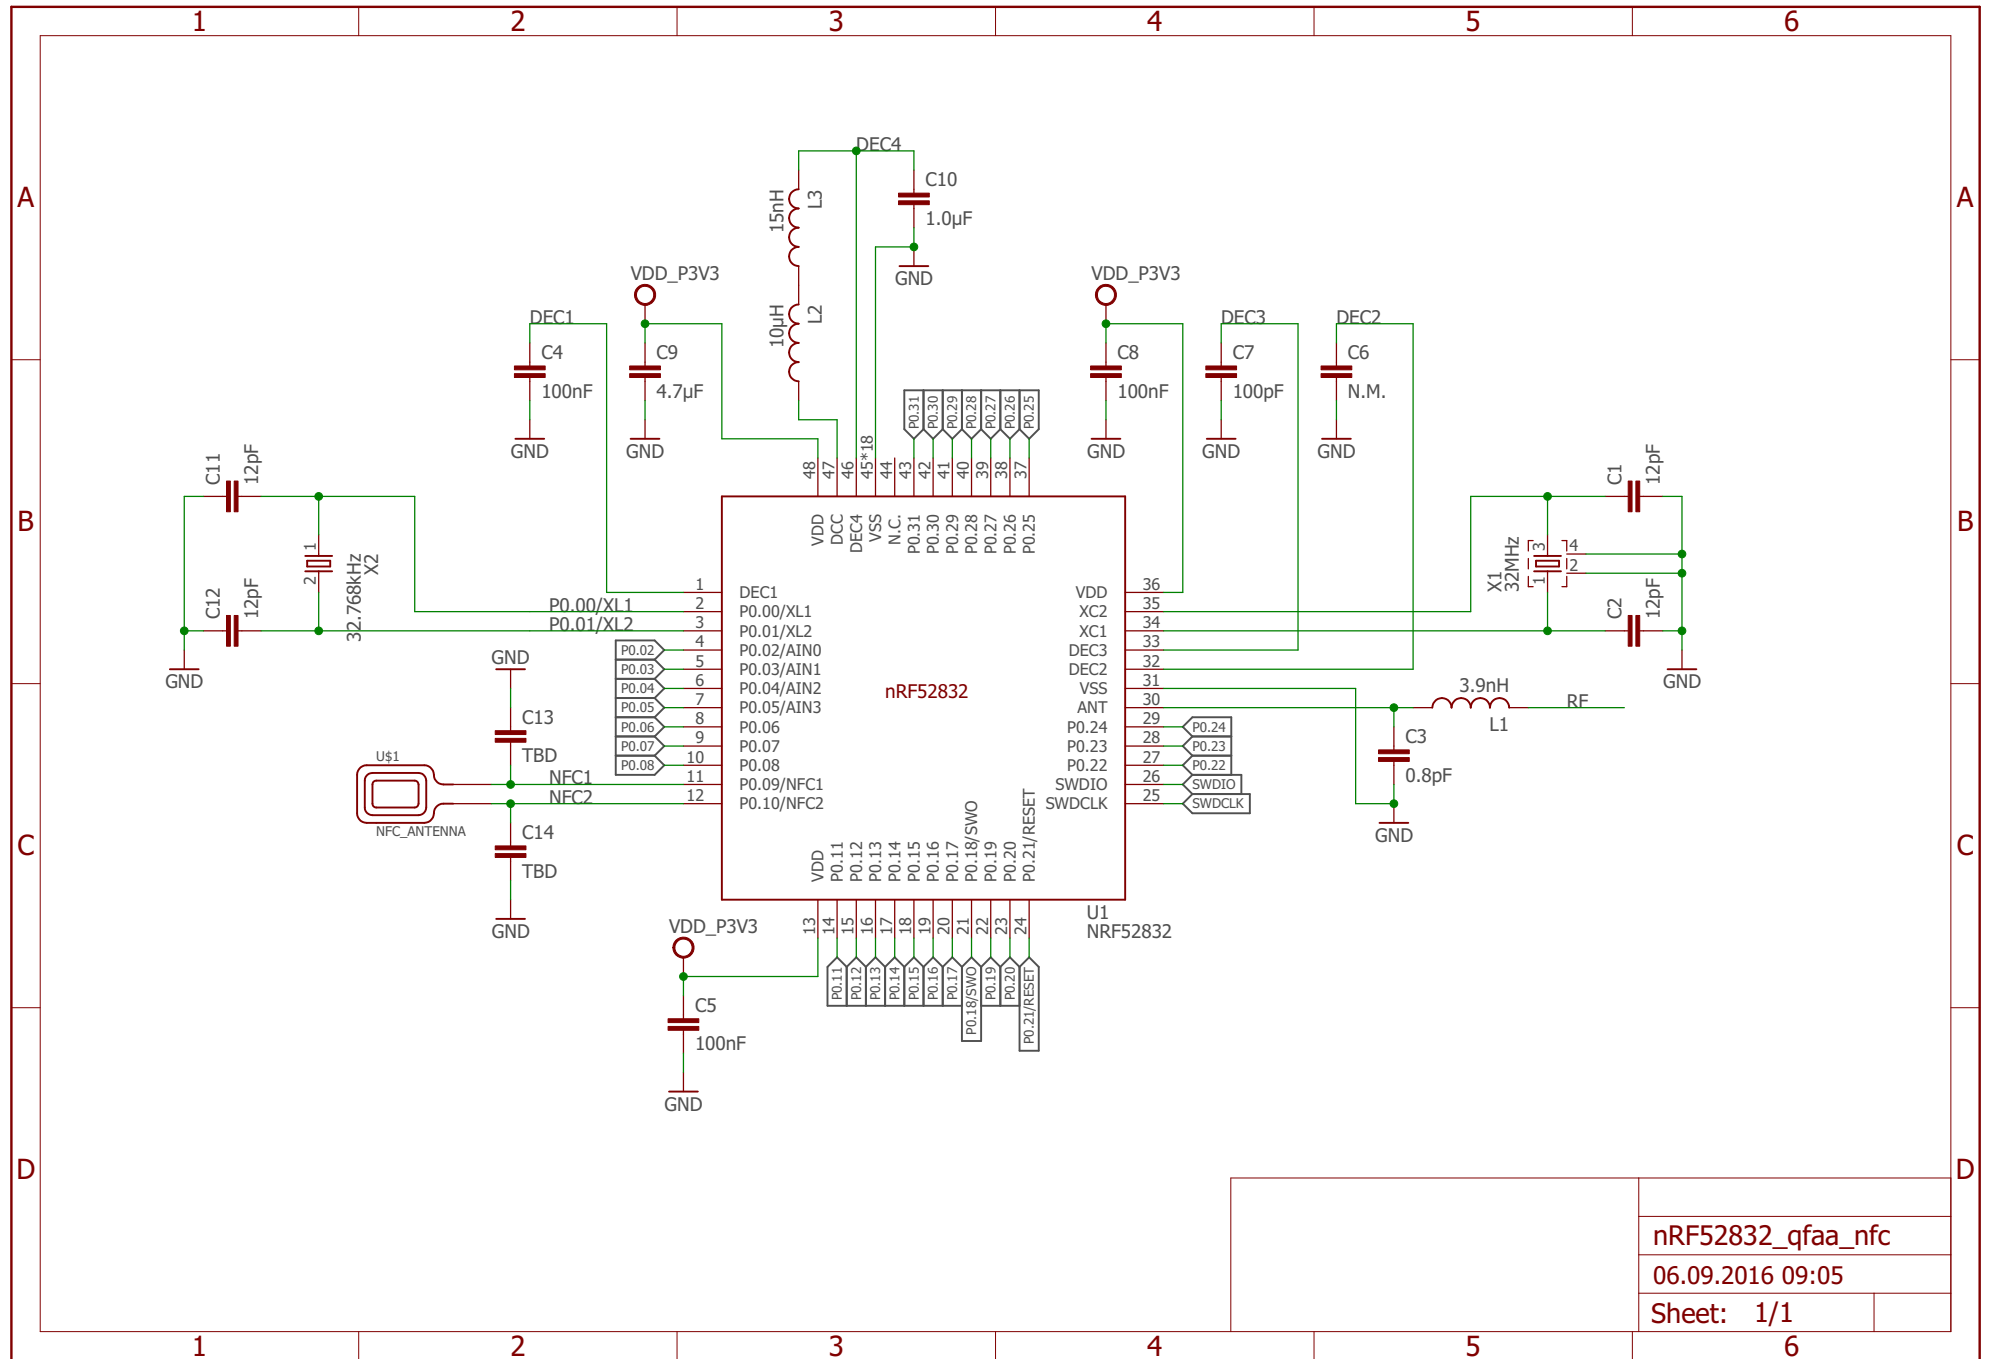 1 2 3 4 5 6
A
A
DEC4
15nH
L3
C10
1.0µF
GND
10µH
L2
VDD_P3V3
DEC1
C4
100nF
GND
C9
4.7µF
GND
VDD_P3V3
C8
100nF
GND
DEC3
C7
100pF
GND
DEC2
C6
N.M.
GND
P0.31
P0.30
P0.29
P0.28
P0.27
P0.26
P0.25
48
47
46
45*18
44
43
42
41
40
39
38
37
B
B
C11
12pF
C12
12pF
1
2
32.768kHz
X2
GND
P0.00/XL1
P0.01/XL2
C1
12pF
C2
12pF
X1
32MHz
3
1
4
2
GND
VDD
DCC
DEC4
VSS
N.C.
P0.31
P0.30
P0.29
P0.28
P0.27
P0.26
P0.25
1 DEC1
2 P0.00/XL1
3 P0.01/XL2
4 P0.02/AIN0
5 P0.03/AIN1
6 P0.04/AIN2
7 P0.05/AIN3
8 P0.06
9 P0.07
10 P0.08
11 P0.09/NFC1
12 P0.10/NFC2
P0.02
P0.03
P0.04
P0.05
P0.06
P0.07
P0.08
nRF52832
VDD 36
XC2 35
XC1 34
DEC3 33
DEC2 32
VSS 31
ANT 30
P0.24 29
P0.23 28
P0.22 27
SWDIO 26
SWDCLK 25
P0.24
P0.23
P0.22
SWDIO
SWDCLK
3.9nH
L1
RF
C3
0.8pF
GND
GND
C13
TBD
U$1
NFC1
NFC2
NFC_ANTENNA
C14
TBD
GND
C
C
VDD
P0.11
P0.12
P0.13
P0.14
P0.15
P0.16
P0.17
P0.18/SWO
P0.19
P0.20
P0.21/RESET
13
14
15
16
17
18
19
20
21
22
23
24
U1
NRF52832
VDD_P3V3
P0.11
P0.12
P0.13
P0.14
P0.15
P0.16
P0.17
P0.18/SWO
P0.19
P0.20
P0.21/RESET
C5
100nF
GND
D
D
nRF52832_qfaa_nfc
06.09.2016 09:05
Sheet: 1/1
1 2 3 4 5 6